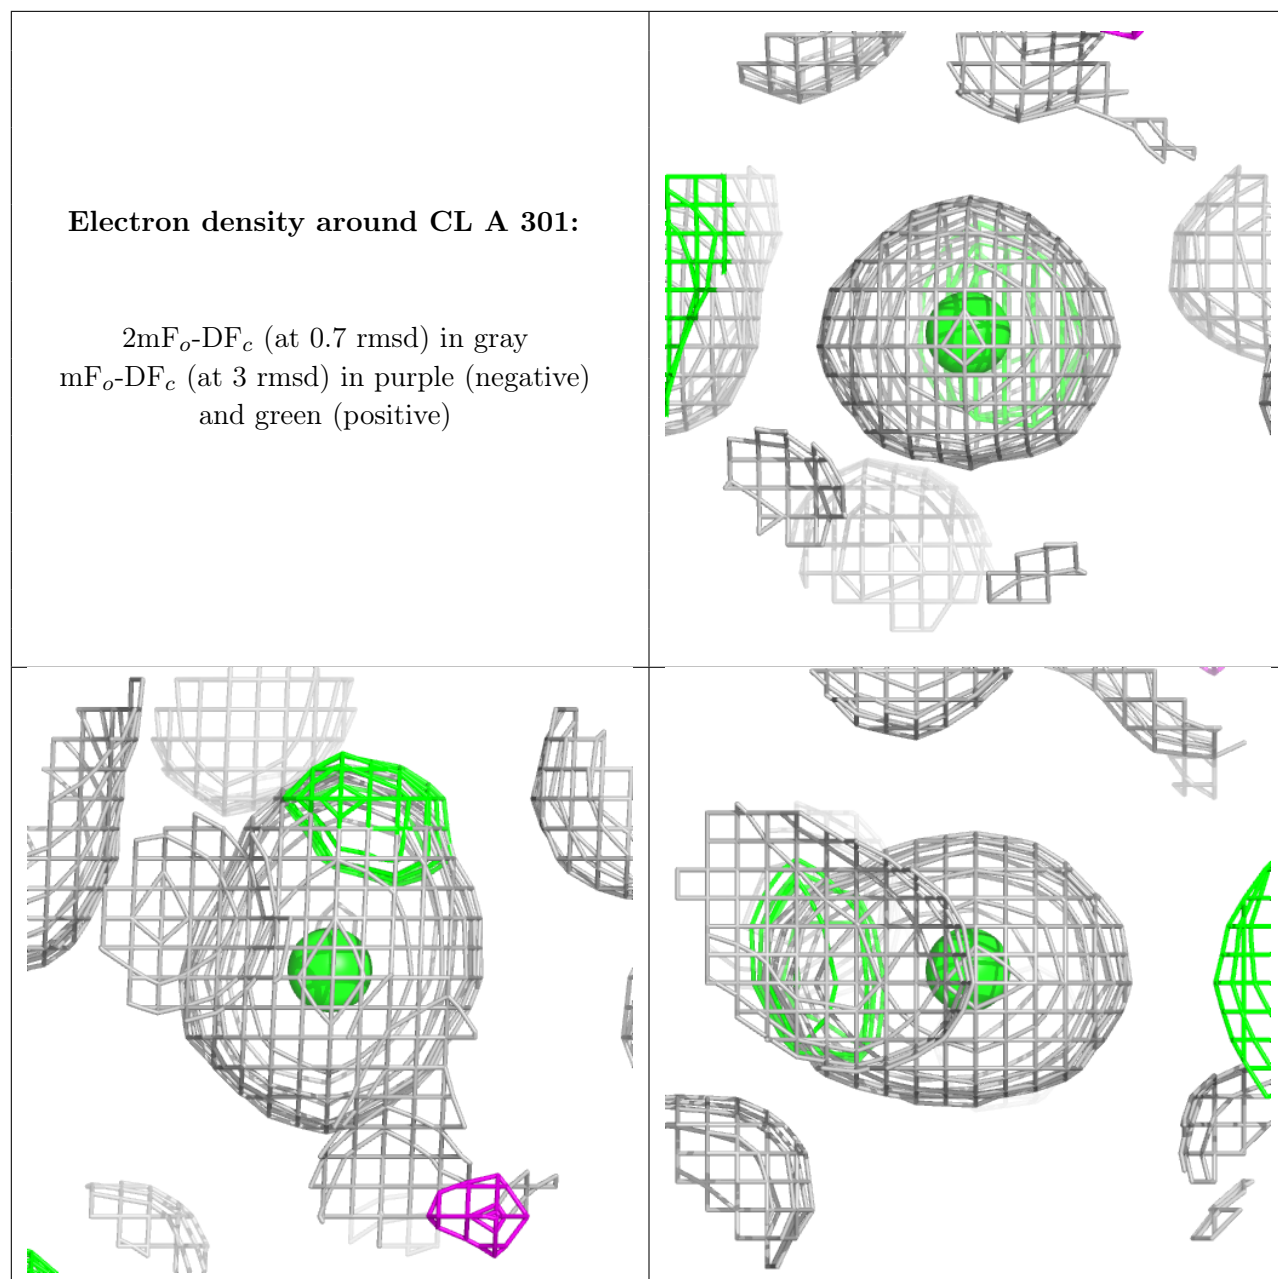 Electron density around CL A 301:
2mFo-DFc (at 0.7 rmsd) in gray
mFo-DFc (at 3 rmsd) in purple (negative)
and green (positive)